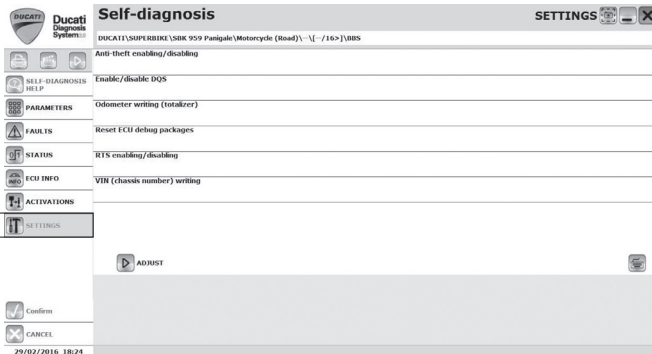 DUCATI
Ducati
Diagnosis
System
Self-diagnosis
SETTINGS
DUCATI\SUPERBIKE\SBK 959 Panigale\Motorcycle (Road)\--\[--/16>]\BBS
SELF-DIAGNOSIS
HELP
PARAMETERS
FAULTS
STATUS
INFO
ECU INFO
ACTIVATIONS
SETTINGS
Anti-theft enabling/disabling
Enable/disable DQS
Odometer writing (totalizer)
Reset ECU debug packages
RTS enabling/disabling
VIN (chassis number) writing
ADJUST
Confirm
CANCEL
29/02/2016 18:24